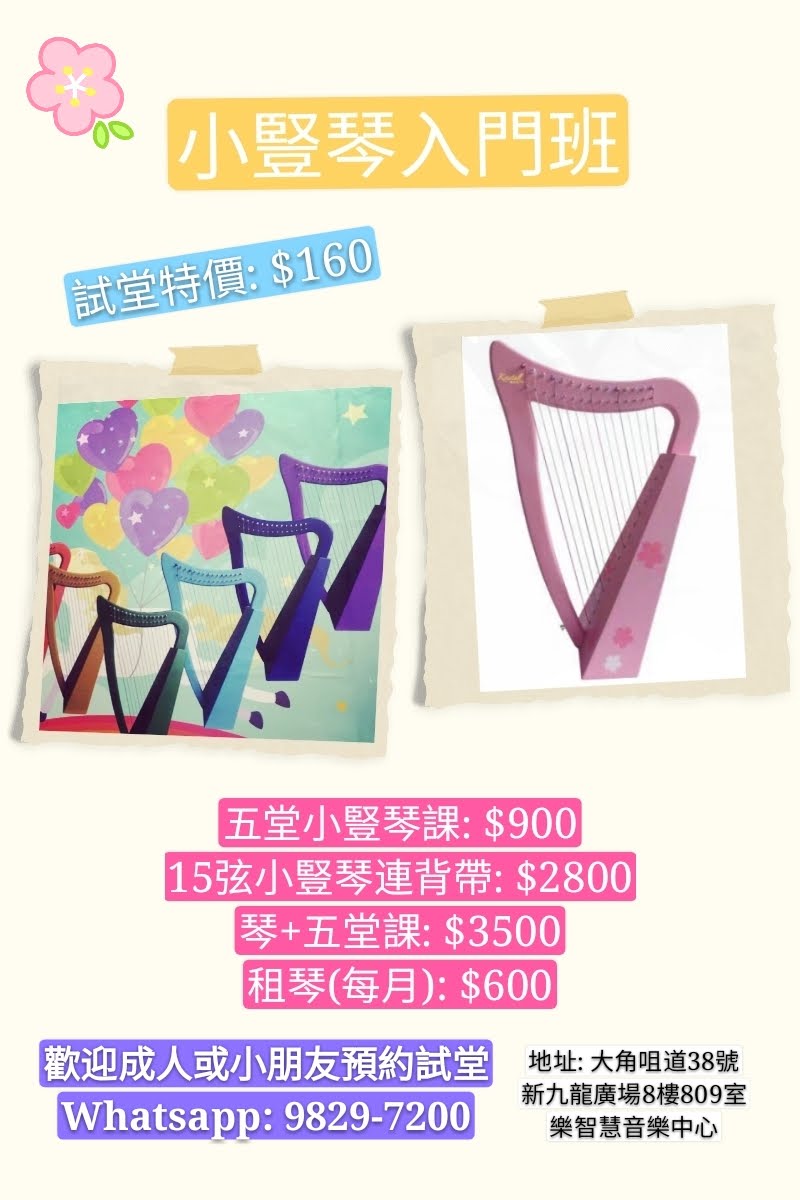 小豎琴入門班
試堂特價: $160
五堂小豎琴課: $900
15弦小豎琴連背帶: $2800
琴+五堂課: $3500
租琴(每月): $600
歡迎成人或小朋友預約試堂
Whatsapp: 9829-7200
地址: 大角咀道38號
新九龍廣場8樓809室
樂智慧音樂中心